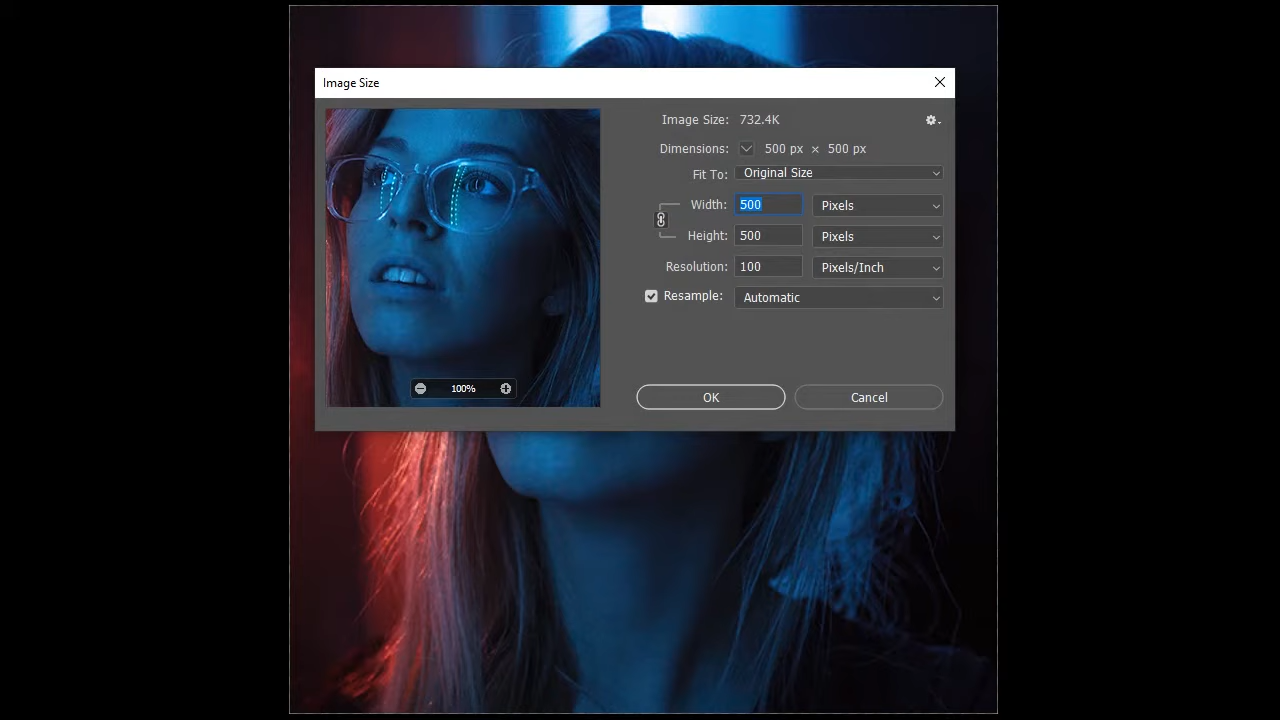 Image Size
Image Size: 732.4K
Dimensions: 500 px × 500 px
Fit To: Original Size
Width: 500 Pixels
Height: 500 Pixels
Resolution: 100 Pixels/Inch
Resample: Automatic
100%
OK Cancel